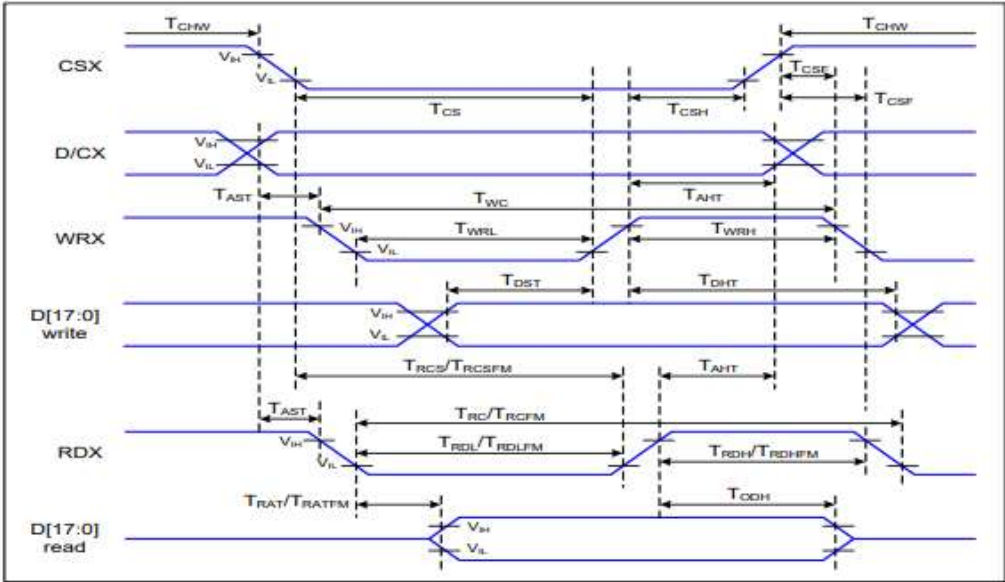 TCHW TCHW
VIH
CSX TCSF
VIL TCSF
TCS TCSH
VIH
D/CX
VIL
TAST TWC TAHT
VIH TWRL TWRH
WRX
VIL
TDST TDHT
D[17:0] VIH
write VIL
TRCS/TRCSFM TAHT
TAST TRC/TRCFM
VIH
RDX TRDL/TRDLFM TRDH/TRDHFM
VIL
TRAT/TRATFM TODH
D[17:0] VIH
read VIL